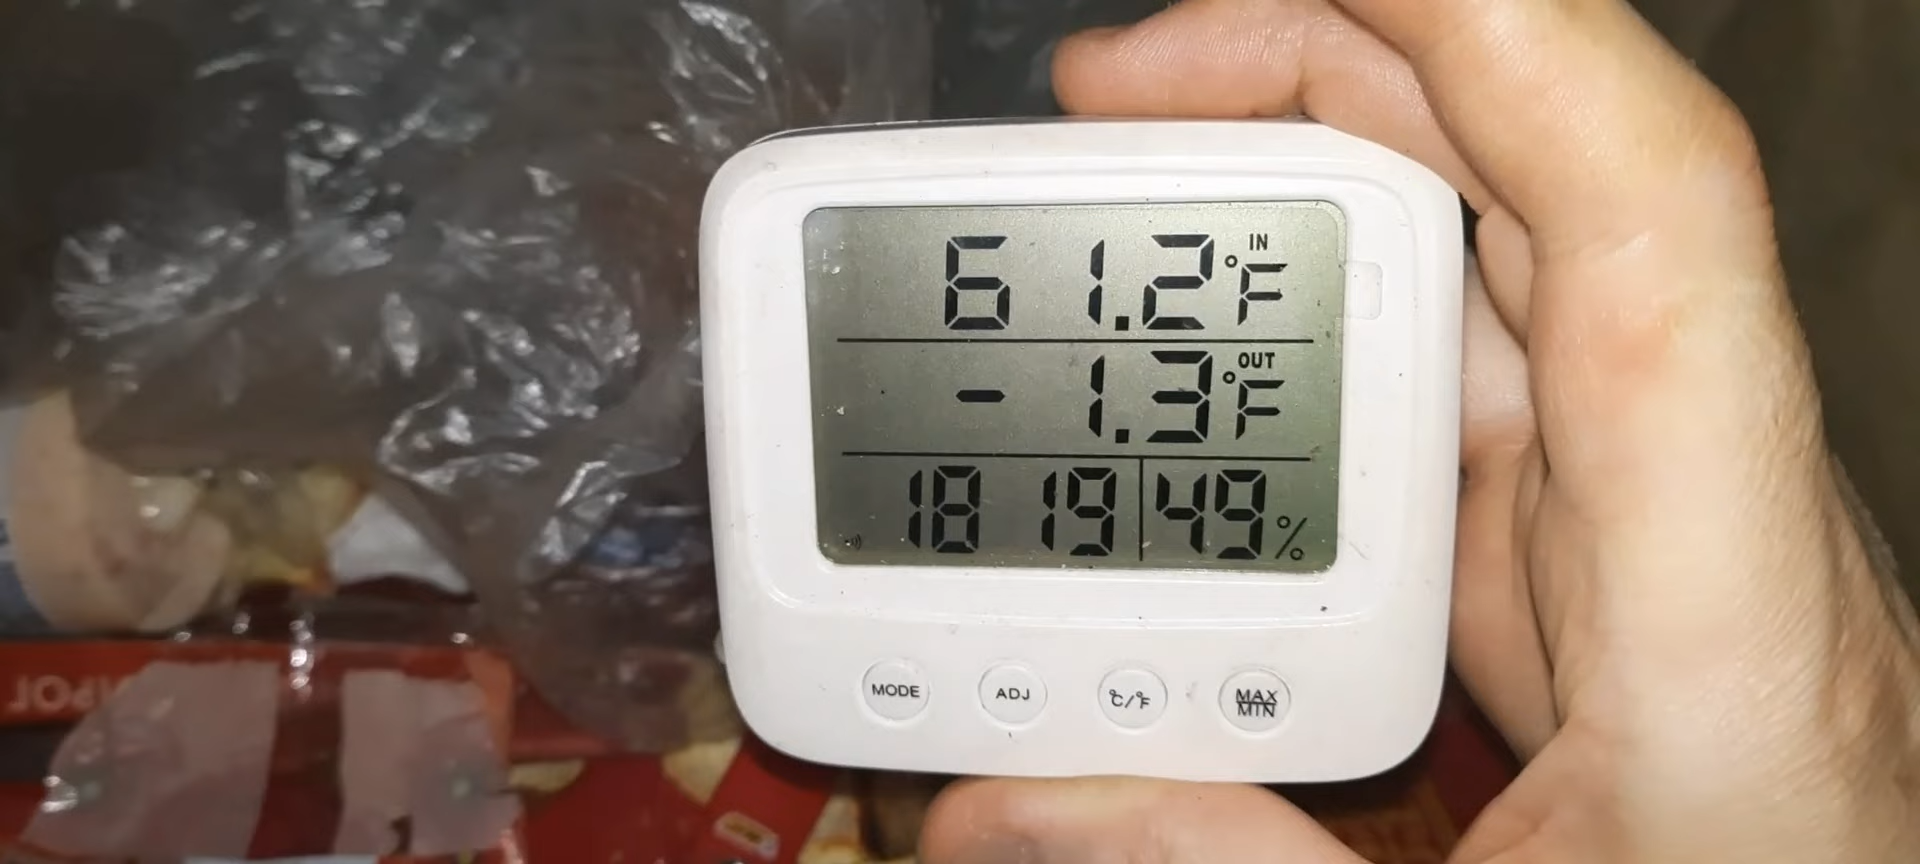 IN
61.2°F
OUT
-1.3°F
18 19 49%
MODE ADJ °C/°F MAX
MIN